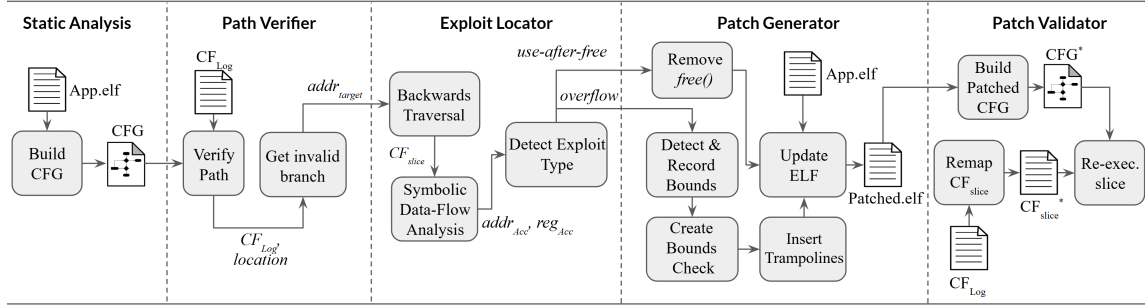 Static Analysis
App.elf
Build
CFG
CFG
Path Verifier
CF_Log
Verify
Path
Get invalid
branch
CF_Log,
location
addr_target
Exploit Locator
Backwards
Traversal
CF_slice
Symbolic
Data-Flow
Analysis
addr_Acc, reg_Acc
Detect Exploit
Type
use-after-free
overflow
Patch Generator
Remove
free()
Detect &
Record
Bounds
Create
Bounds
Check
Insert
Trampolines
App.elf
Update
ELF
Patched.elf
Patch Validator
Build
Patched
CFG
CFG*
Remap
CF_slice
CF_Log
CF_slice*
Re-exec.
slice